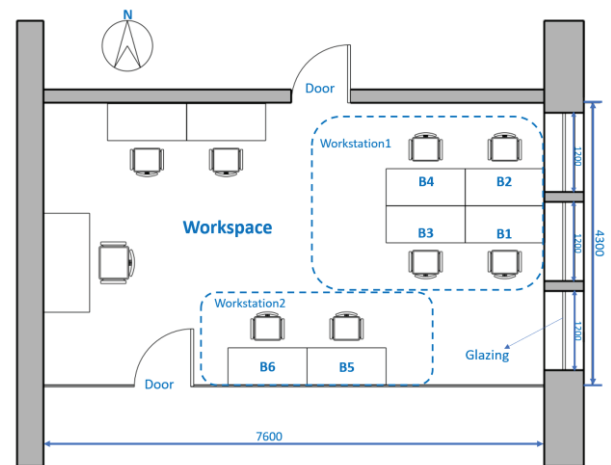 N
Door
Workstation1
B4
B2
B3
B1
Workspace
1200
1200
1200
4300
Workstation2
B6
B5
Door
Glazing
7600